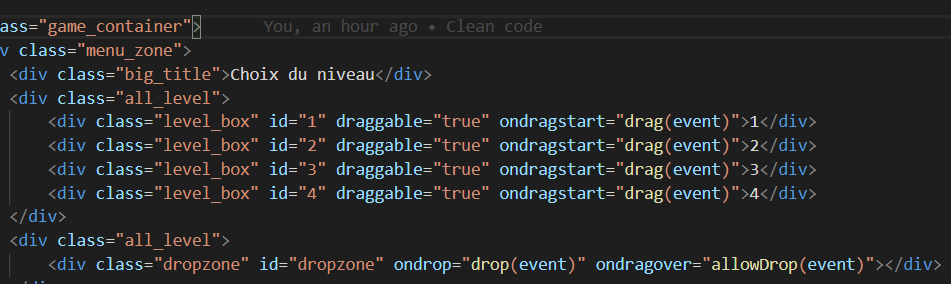 ass="game_container"> You, an hour ago • Clean code
v class="menu_zone">
<div class="big_title">Choix du niveau</div>
<div class="all_level">
<div class="level_box" id="1" draggable="true" ondragstart="drag(event)">1</div>
<div class="level_box" id="2" draggable="true" ondragstart="drag(event)">2</div>
<div class="level_box" id="3" draggable="true" ondragstart="drag(event)">3</div>
<div class="level_box" id="4" draggable="true" ondragstart="drag(event)">4</div>
</div>
<div class="all_level">
<div class="dropzone" id="dropzone" ondrop="drop(event)" ondragover="allowDrop(event)"></div>